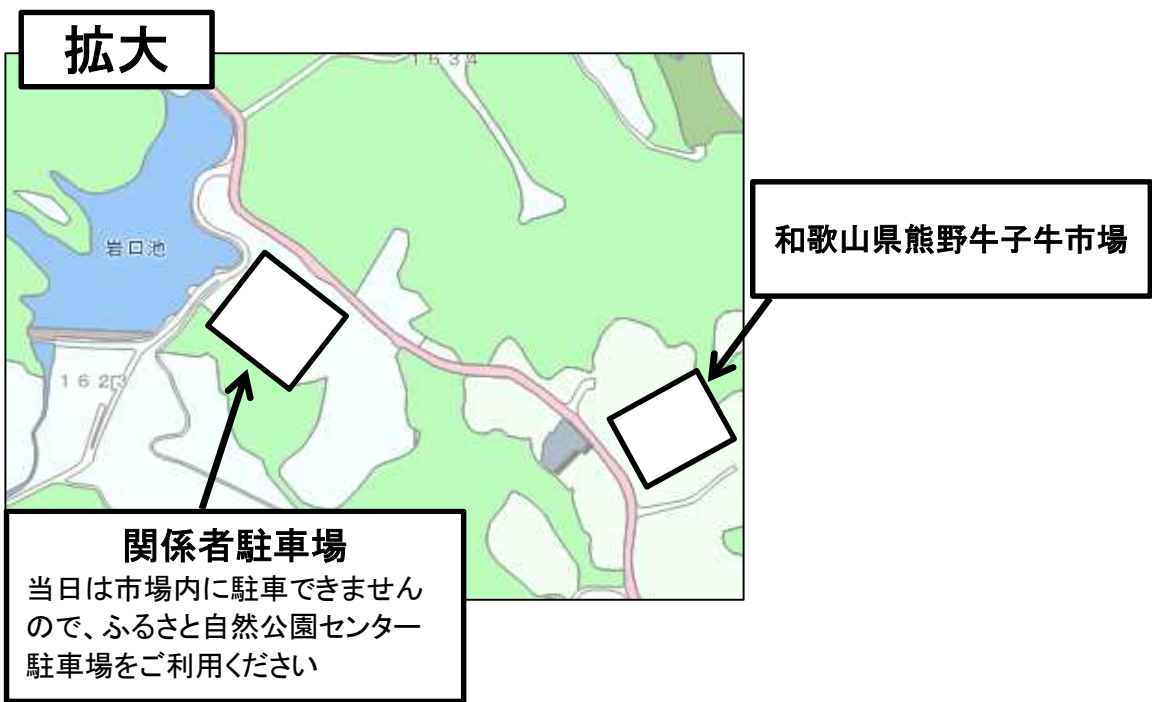 拡大
1634
岩口池
和歌山県熊野牛子牛市場
1623
関係者駐車場
当日は市場内に駐車できません
ので、ふるさと自然公園センター
駐車場をご利用ください